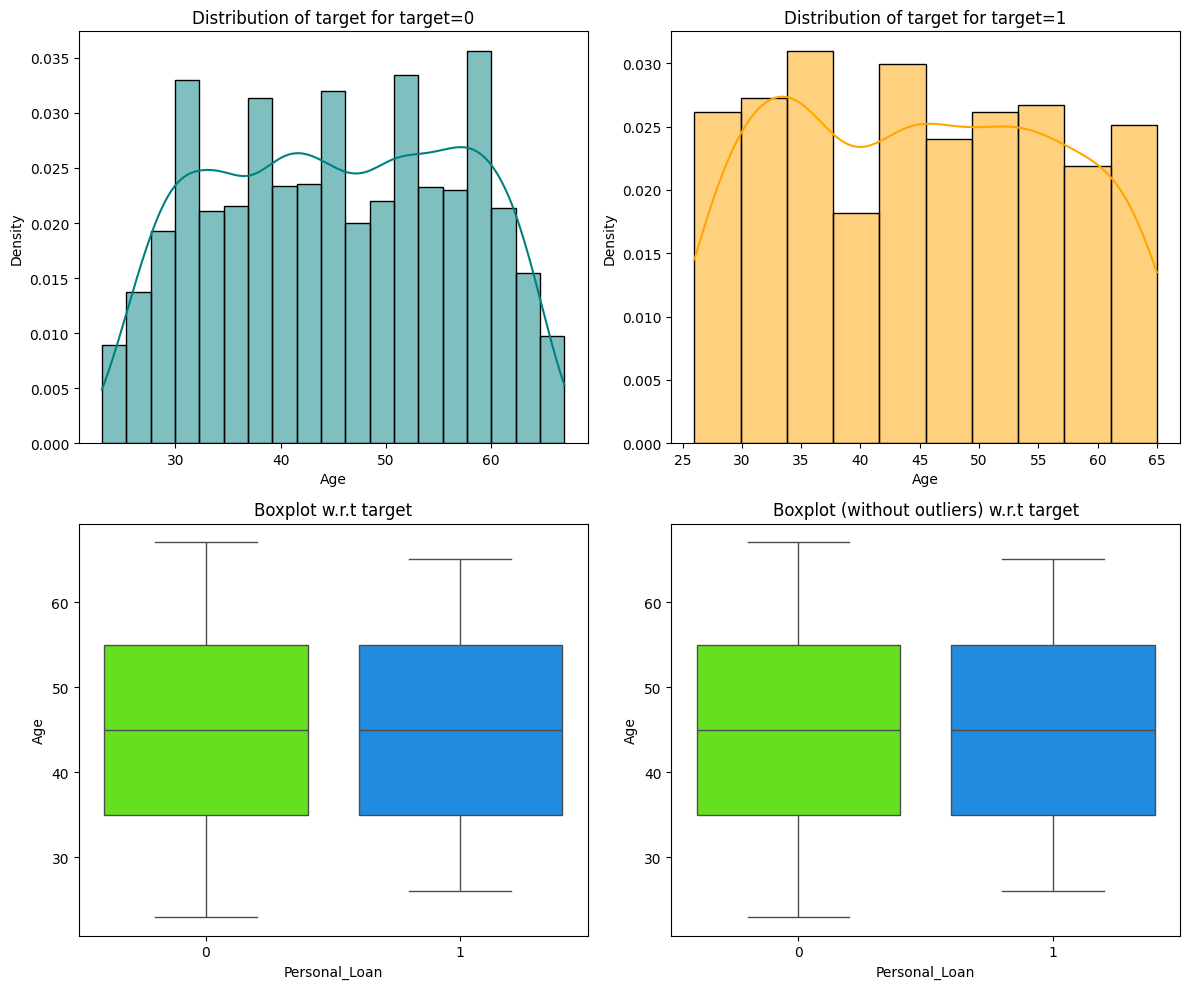 Distribution of target for target=0
Density
0.035
0.030
0.025
0.020
0.015
0.010
0.005
0.000
30 40 50 60
Age
Distribution of target for target=1
Density
0.030
0.025
0.020
0.015
0.010
0.005
0.000
25 30 35 40 45 50 55 60 65
Age
Boxplot w.r.t target
Age
60
50
40
30
0 1
Personal_Loan
Boxplot (without outliers) w.r.t target
Age
60
50
40
30
0 1
Personal_Loan